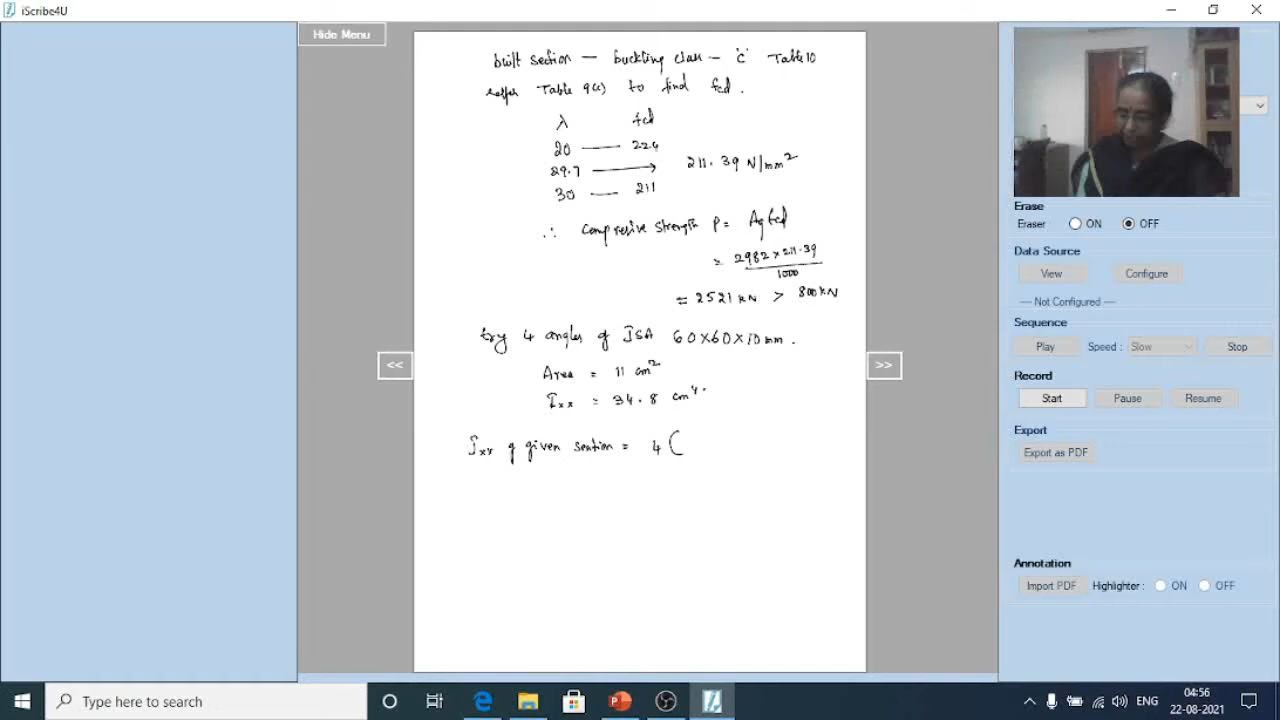 iScribe4U
Hide Menu
built section — buckling class – 'c' Table 10
refer Table 9(c) to find fcd.
λ fcd
20 —— 224
29.7 ——→ 211.39 N/mm²
30 — 211
∴ Compressive Strength P = Ag fcd
= 2982 × 211.39
1000
= 2521 kN > 800 kN
try 4 angles of ISA 60×60×10 mm.
Area = 11 cm²
Ixx = 34.8 cm⁴.
Ixx of given section = 4 (
<<
>>
Erase
Eraser : ON OFF
Data Source
View Configure
---- Not Configured ----
Sequence
Play Speed : Slow Stop
Record
Start Pause Resume
Export
Export as PDF
Annotation
Import PDF Highlighter : ON OFF
Type here to search
ENG
04:56
22-08-2021